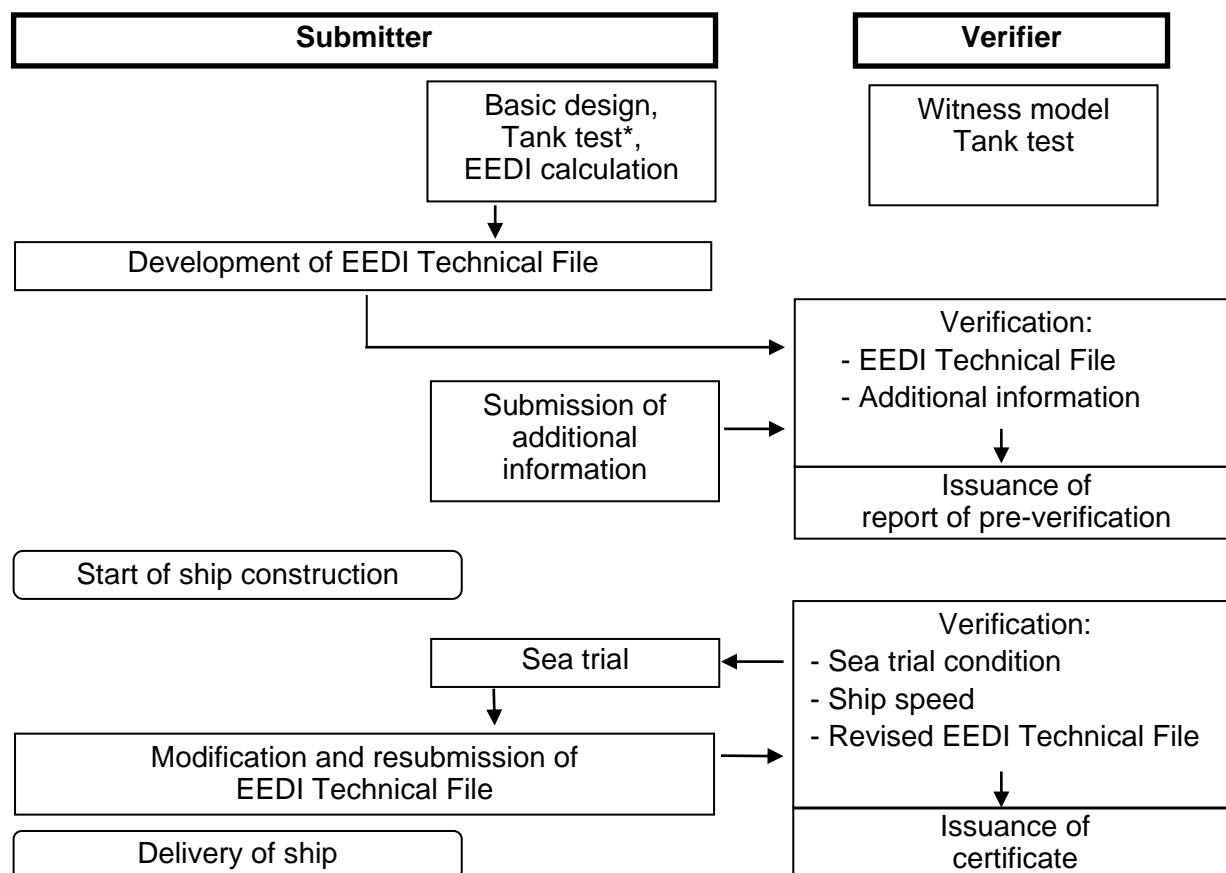 Submitter
Verifier
Basic design,
Tank test*,
EEDI calculation
Witness model
Tank test
Development of EEDI Technical File
Verification:
- EEDI Technical File
- Additional information
Submission of
additional
information
Issuance of
report of pre-verification
Start of ship construction
Verification:
- Sea trial condition
- Ship speed
- Revised EEDI Technical File
Sea trial
Modification and resubmission of
EEDI Technical File
Issuance of
certificate
Delivery of ship